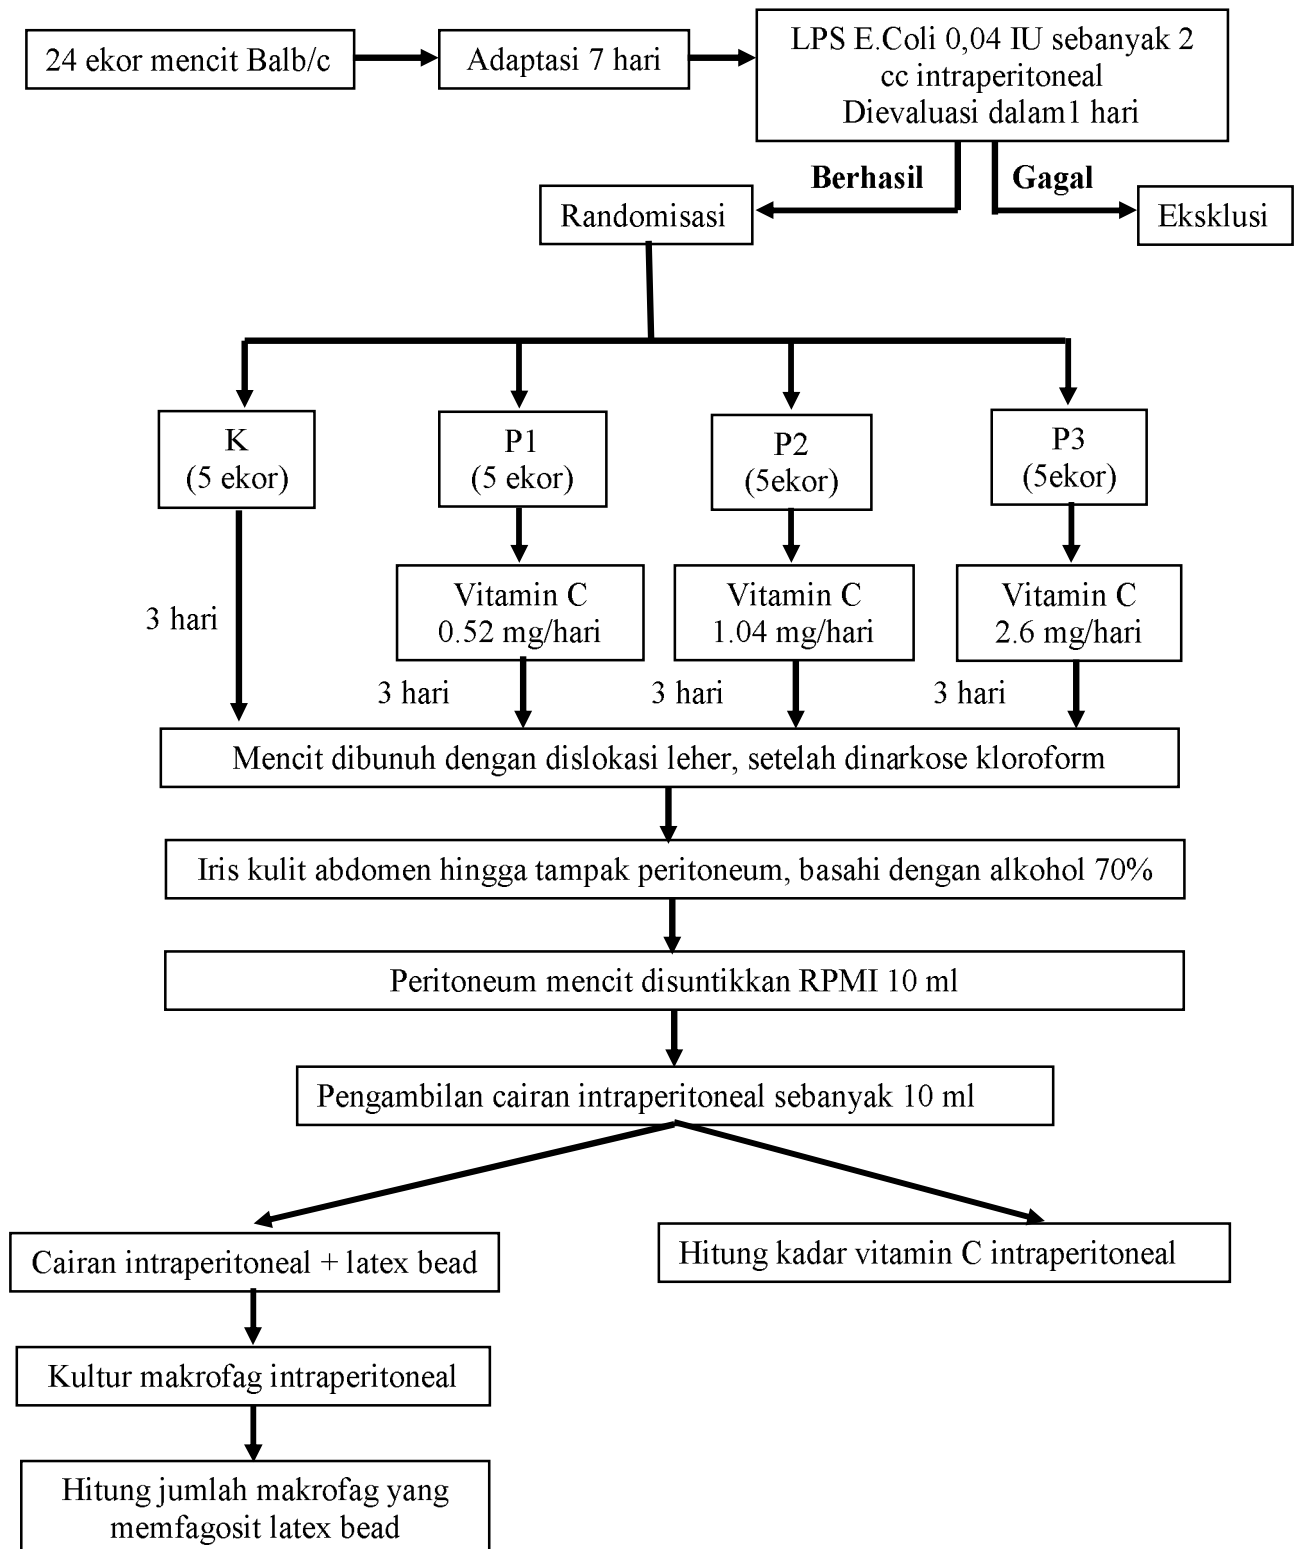 24 ekor mencit Balb/c
Adaptasi 7 hari
LPS E.Coli 0,04 IU sebanyak 2
cc intraperitoneal
Dievaluasi dalam1 hari
Berhasil
Gagal
Randomisasi
Eksklusi
K
(5 ekor)
P1
(5 ekor)
P2
(5ekor)
P3
(5ekor)
Vitamin C
0.52 mg/hari
Vitamin C
1.04 mg/hari
Vitamin C
2.6 mg/hari
3 hari
3 hari
3 hari
3 hari
Mencit dibunuh dengan dislokasi leher, setelah dinarkose kloroform
Iris kulit abdomen hingga tampak peritoneum, basahi dengan alkohol 70%
Peritoneum mencit disuntikkan RPMI 10 ml
Pengambilan cairan intraperitoneal sebanyak 10 ml
Cairan intraperitoneal + latex bead
Hitung kadar vitamin C intraperitoneal
Kultur makrofag intraperitoneal
Hitung jumlah makrofag yang
memfagosit latex bead